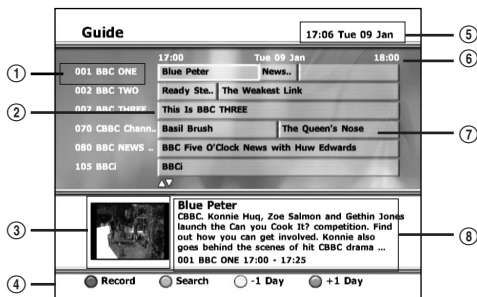 Guide
17:06 Tue 09 Jan
5
17:00 Tue 09 Jan 18:00
6
1
001 BBC ONE Blue Peter News..
002 BBC TWO Ready Ste.. The Weakest Link
2
007 BBC THREE This Is BBC THREE
070 CBBC Chann.. Basil Brush The Queen's Nose
7
080 BBC NEWS .. BBC Five O'Clock News with Huw Edwards
105 BBCi BBCi
3
Blue Peter
CBBC. Konnie Huq, Zoe Salmon and Gethin Jones
launch the Can you Cook It? competition. Find
out how you can get involved. Konnie also
goes behind the scenes of hit CBBC drama ...
001 BBC ONE 17:00 - 17:25
8
4
Record Search -1 Day +1 Day